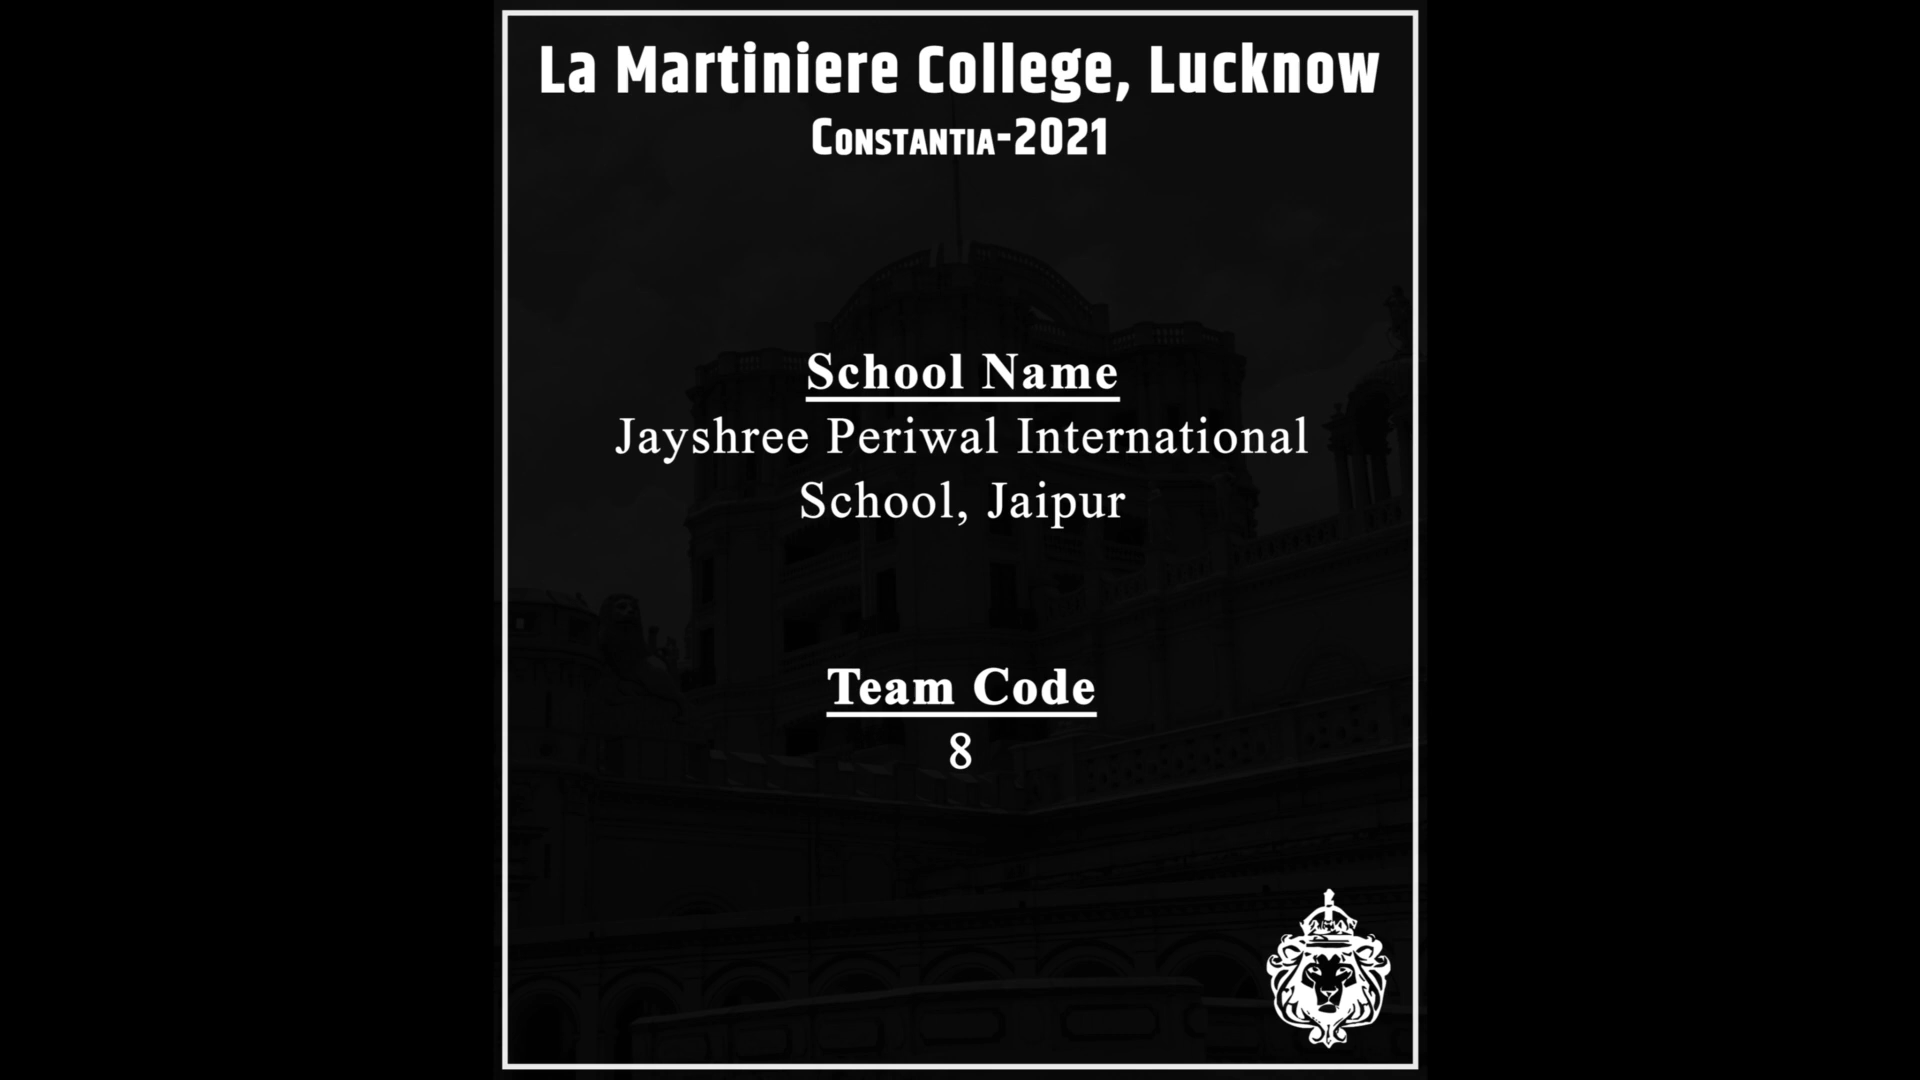 La Martiniere College, Lucknow
Constantia-2021
School Name
Jayshree Periwal International
School, Jaipur
Team Code
8